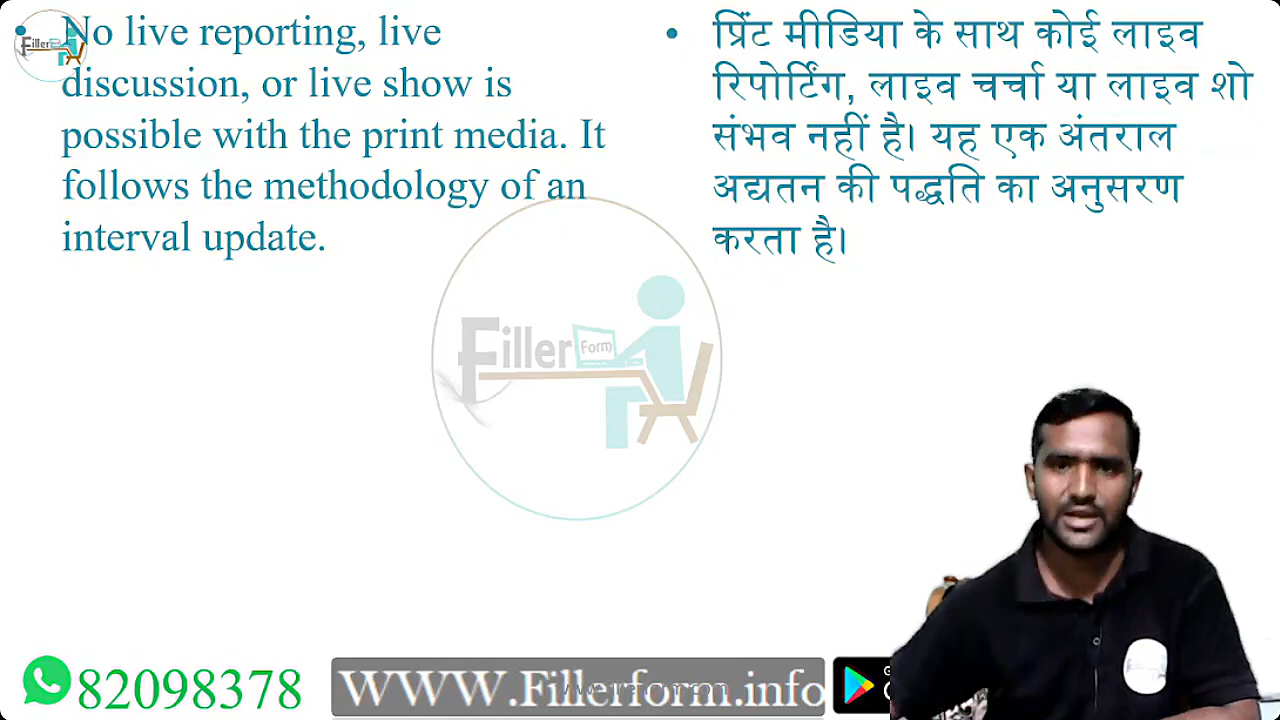 No live reporting, live
discussion, or live show is
possible with the print media. It
follows the methodology of an
interval update.
प्रिंट मीडिया के साथ कोई लाइव
रिपोर्टिंग, लाइव चर्चा या लाइव शो
संभव नहीं है। यह एक अंतराल
अद्यतन की पद्धति का अनुसरण
करता है।
Filler Form
82098378
WWW.Fillerform.info